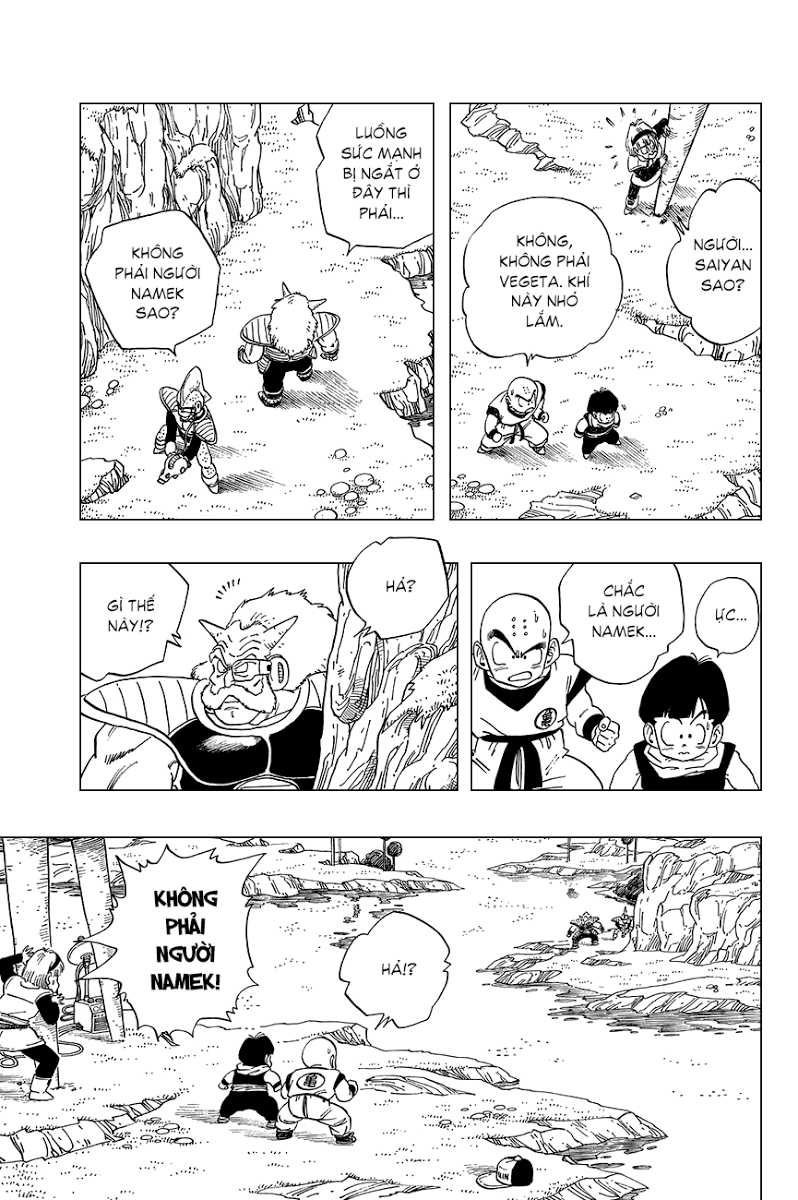 NGƯỜI...
SAIYAN
SAO?
KHÔNG,
KHÔNG PHẢI
VEGETA. KHÍ
NÀY NHỎ
LẮM.
LUỒNG
SỨC MẠNH
BỊ NGẮT Ở
ĐÂY THÌ
PHẢI...
KHÔNG
PHẢI NGƯỜI
NAMEK
SAO?
ỰC...
CHẮC
LÀ NGƯỜI
NAMEK...
HẢ?
GÌ THẾ
NÀY!?
HẢ!?
KHÔNG
PHẢI
NGƯỜI
NAMEK!